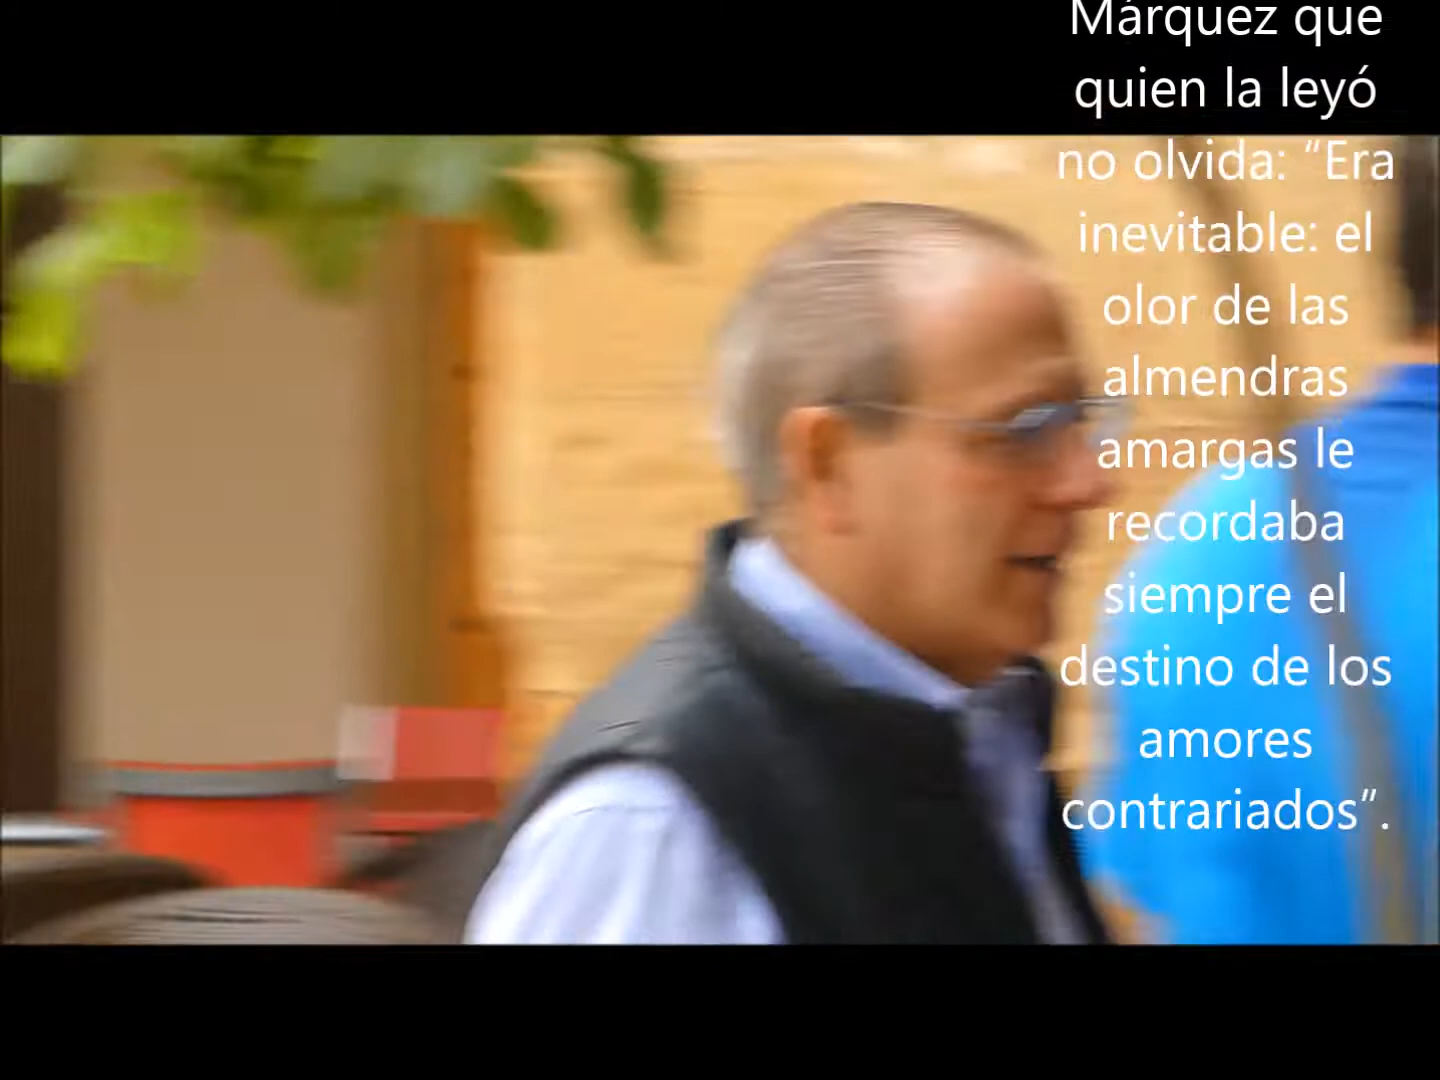 Márquez que
quien la leyó
no olvida: “Era
inevitable: el
olor de las
almendras
amargas le
recordaba
siempre el
destino de los
amores
contrariados”.